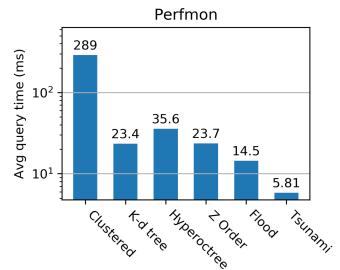 Perfmon
Avg query time (ms)
10²
10¹
289
23.4
35.6
23.7
14.5
5.81
Clustered
K-d tree
Hyperoctree
Z Order
Flood
Tsunami